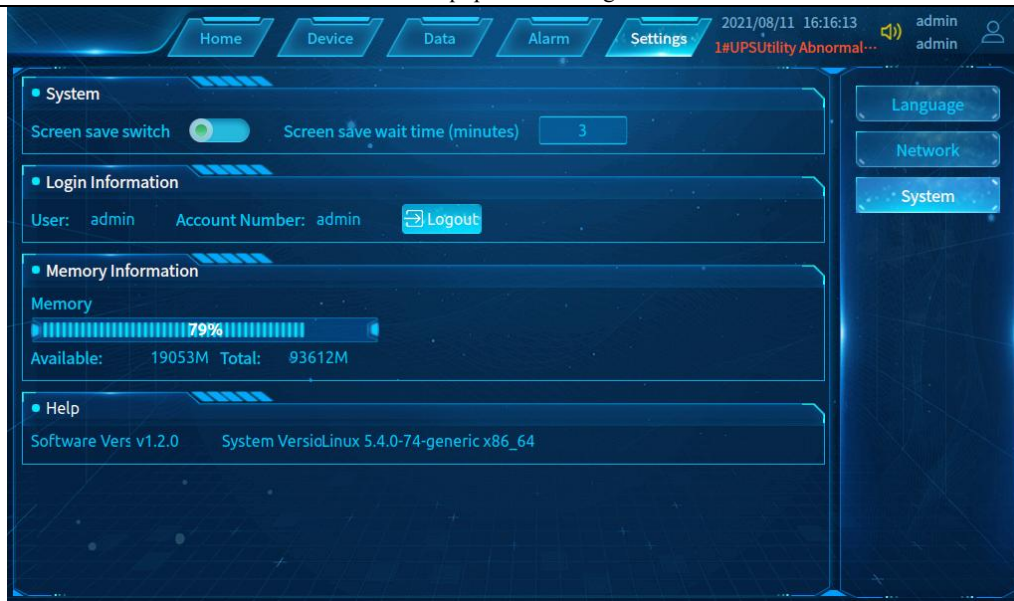 Home Device Data Alarm Settings 2021/08/11 16:16:13 admin
1#UPSUtility Abnormal··· admin
System
Screen save switch Screen save wait time (minutes) 3
Login Information
User: admin Account Number: admin Logout
Memory Information
Memory
79%
Available: 19053M Total: 93612M
Help
Software Vers v1.2.0 System VersioLinux 5.4.0-74-generic x86_64
Language
Network
System